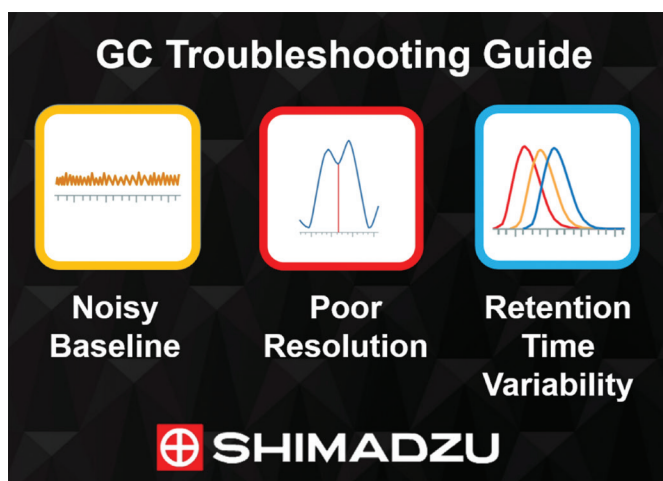 GC Troubleshooting Guide
Noisy
Baseline
Poor
Resolution
Retention
Time
Variability
SHIMADZU